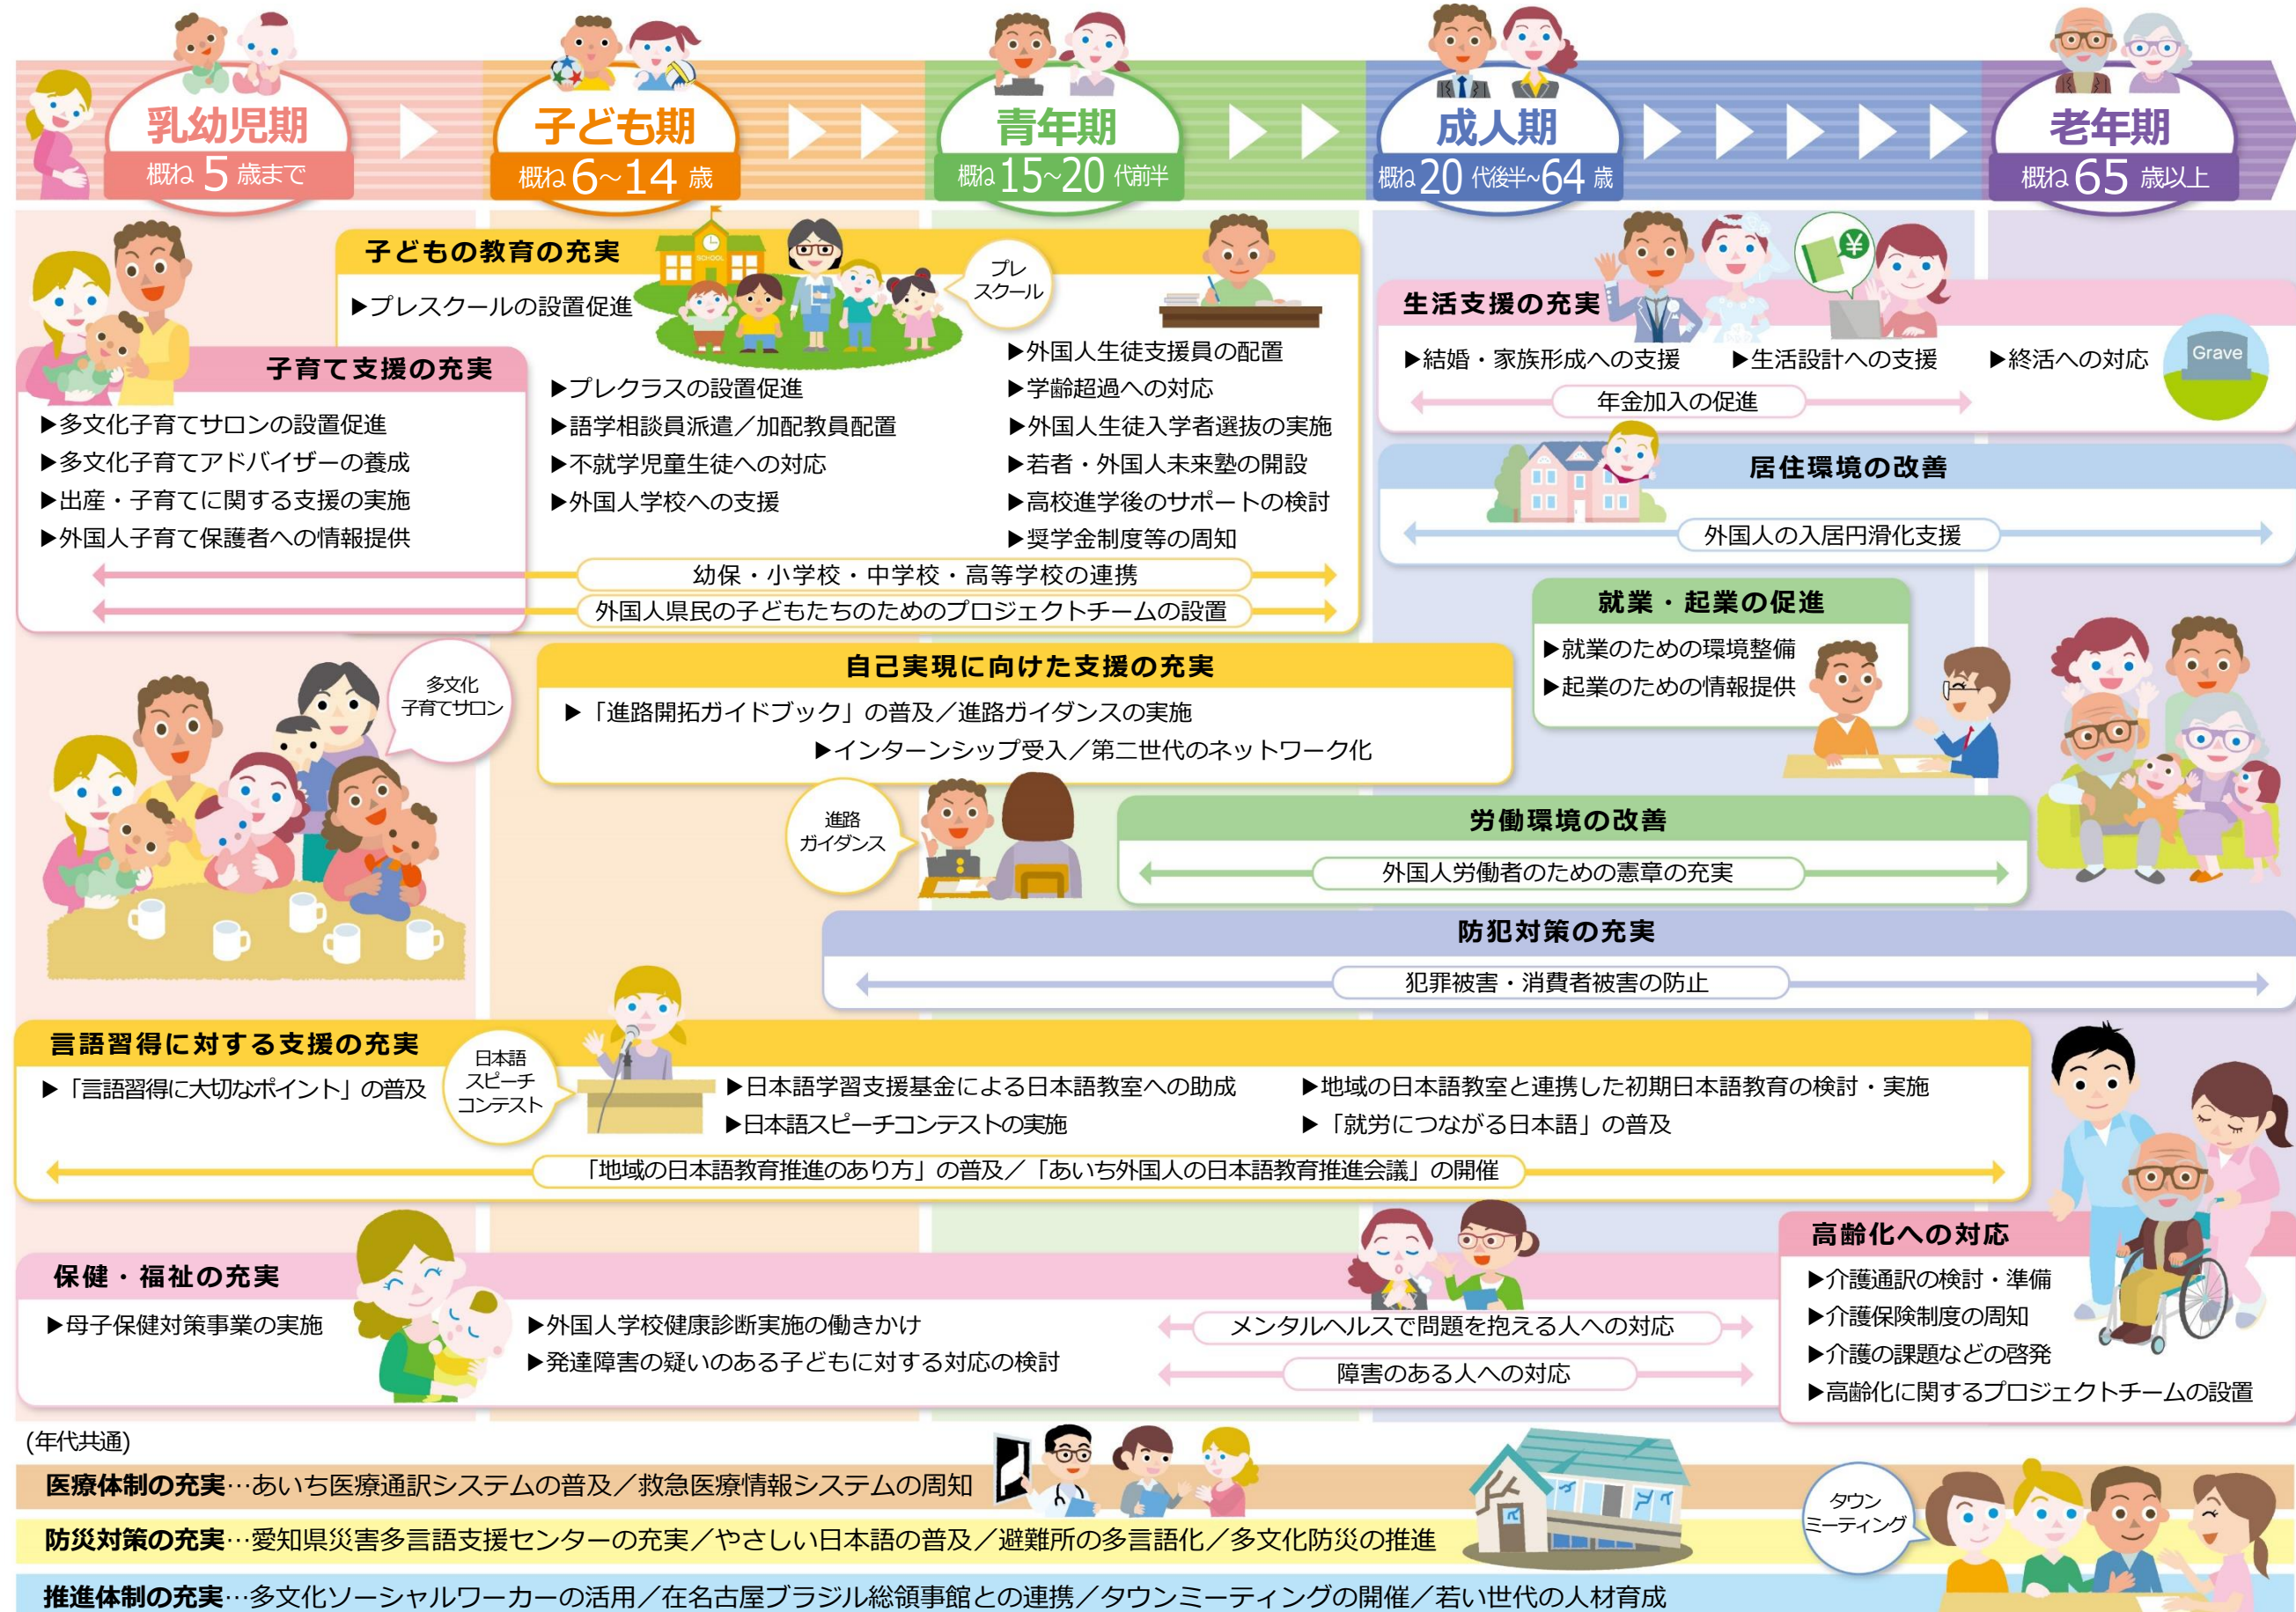 乳幼児期
概ね5歳まで
子ども期
概ね6～14歳
青年期
概ね15~20代前半
成人期
概ね20代後半~64歳
老年期
概ね65歳以上
子どもの教育の充実
SCHOOL
プレ
スクール
▶プレスクールの設置促進
▶プレクラスの設置促進
▶語学相談員派遣／加配教員配置
▶不就学児童生徒への対応
▶外国人学校への支援
▶外国人生徒支援員の配置
▶学齢超過への対応
▶外国人生徒入学者選抜の実施
▶若者・外国人未来塾の開設
▶高校進学後のサポートの検討
▶奨学金制度等の周知
子育て支援の充実
▶多文化子育てサロンの設置促進
▶多文化子育てアドバイザーの養成
▶出産・子育てに関する支援の実施
▶外国人子育て保護者への情報提供
幼保・小学校・中学校・高等学校の連携
外国人県民の子どもたちのためのプロジェクトチームの設置
生活支援の充実
¥
▶結婚・家族形成への支援
▶生活設計への支援
▶終活への対応
Grave
年金加入の促進
居住環境の改善
外国人の入居円滑化支援
就業・起業の促進
▶就業のための環境整備
▶起業のための情報提供
多文化
子育てサロン
自己実現に向けた支援の充実
▶「進路開拓ガイドブック」の普及／進路ガイダンスの実施
▶インターンシップ受入／第二世代のネットワーク化
進路
ガイダンス
労働環境の改善
外国人労働者のための憲章の充実
防犯対策の充実
犯罪被害・消費者被害の防止
言語習得に対する支援の充実
▶「言語習得に大切なポイント」の普及
日本語
スピーチ
コンテスト
▶日本語学習支援基金による日本語教室への助成
▶日本語スピーチコンテストの実施
▶地域の日本語教室と連携した初期日本語教育の検討・実施
▶「就労につながる日本語」の普及
「地域の日本語教育推進のあり方」の普及／「あいち外国人の日本語教育推進会議」の開催
保健・福祉の充実
▶母子保健対策事業の実施
▶外国人学校健康診断実施の働きかけ
▶発達障害の疑いのある子どもに対する対応の検討
メンタルヘルスで問題を抱える人への対応
障害のある人への対応
高齢化への対応
▶介護通訳の検討・準備
▶介護保険制度の周知
▶介護の課題などの啓発
▶高齢化に関するプロジェクトチームの設置
(年代共通)
医療体制の充実…あいち医療通訳システムの普及／救急医療情報システムの周知
防災対策の充実…愛知県災害多言語支援センターの充実／やさしい日本語の普及／避難所の多言語化／多文化防災の推進
タウン
ミーティング
推進体制の充実…多文化ソーシャルワーカーの活用／在名古屋ブラジル総領事館との連携／タウンミーティングの開催／若い世代の人材育成